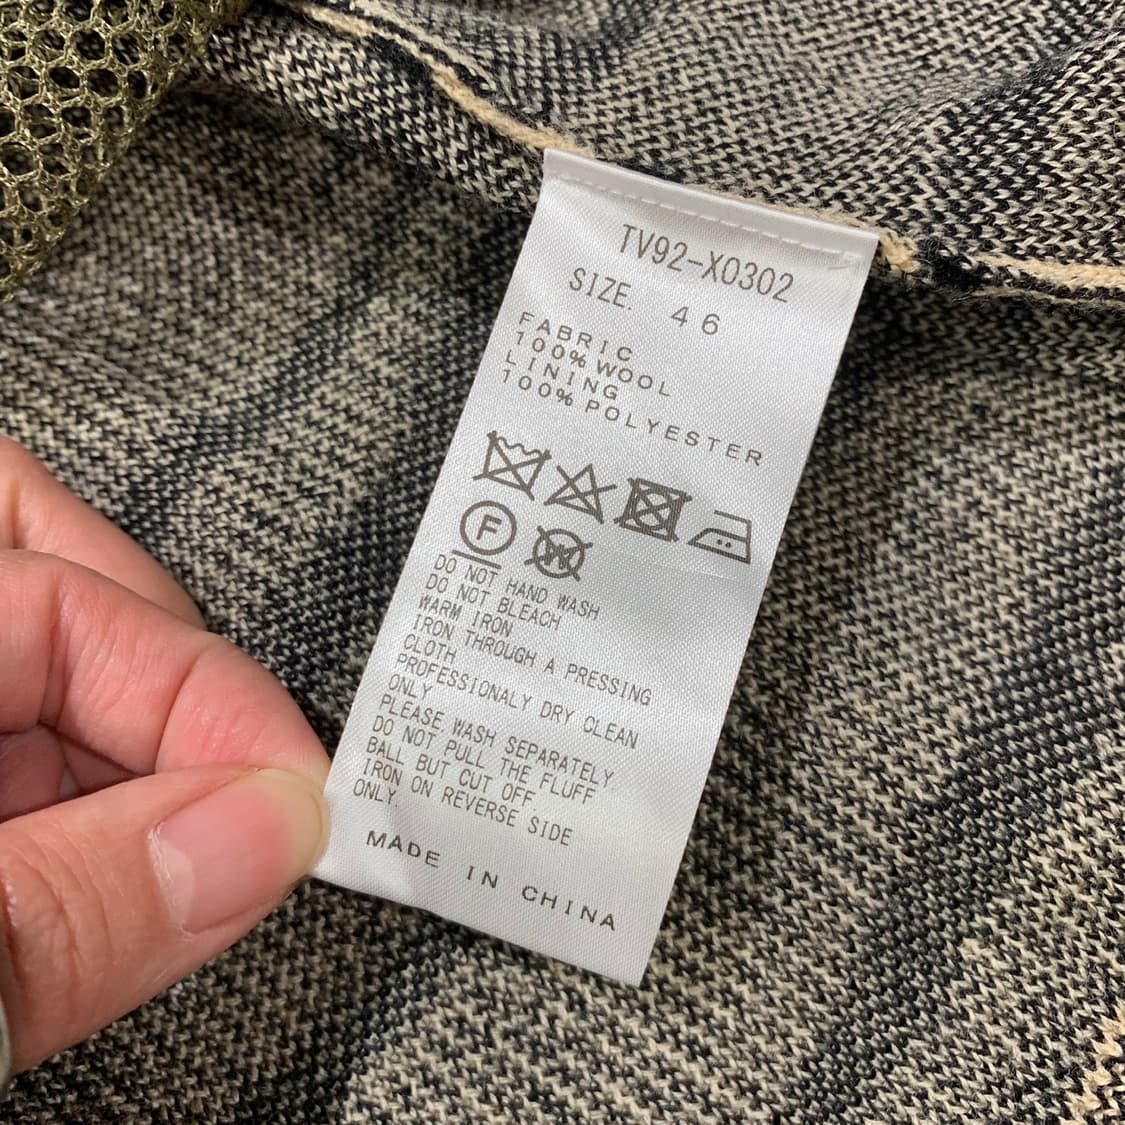 TV92-X0302
SIZE. 46
FABRIC
100% WOOL
LINING
100% POLYESTER
F W
DO NOT HAND WASH
DO NOT BLEACH
WARM IRON
IRON THROUGH A PRESSING
CLOTH
PROFESSIONALY DRY CLEAN
ONLY
PLEASE WASH SEPARATELY
DO NOT PULL THE FLUFF
BALL BUT CUT OFF.
IRON ON REVERSE SIDE
ONLY.
MADE IN CHINA